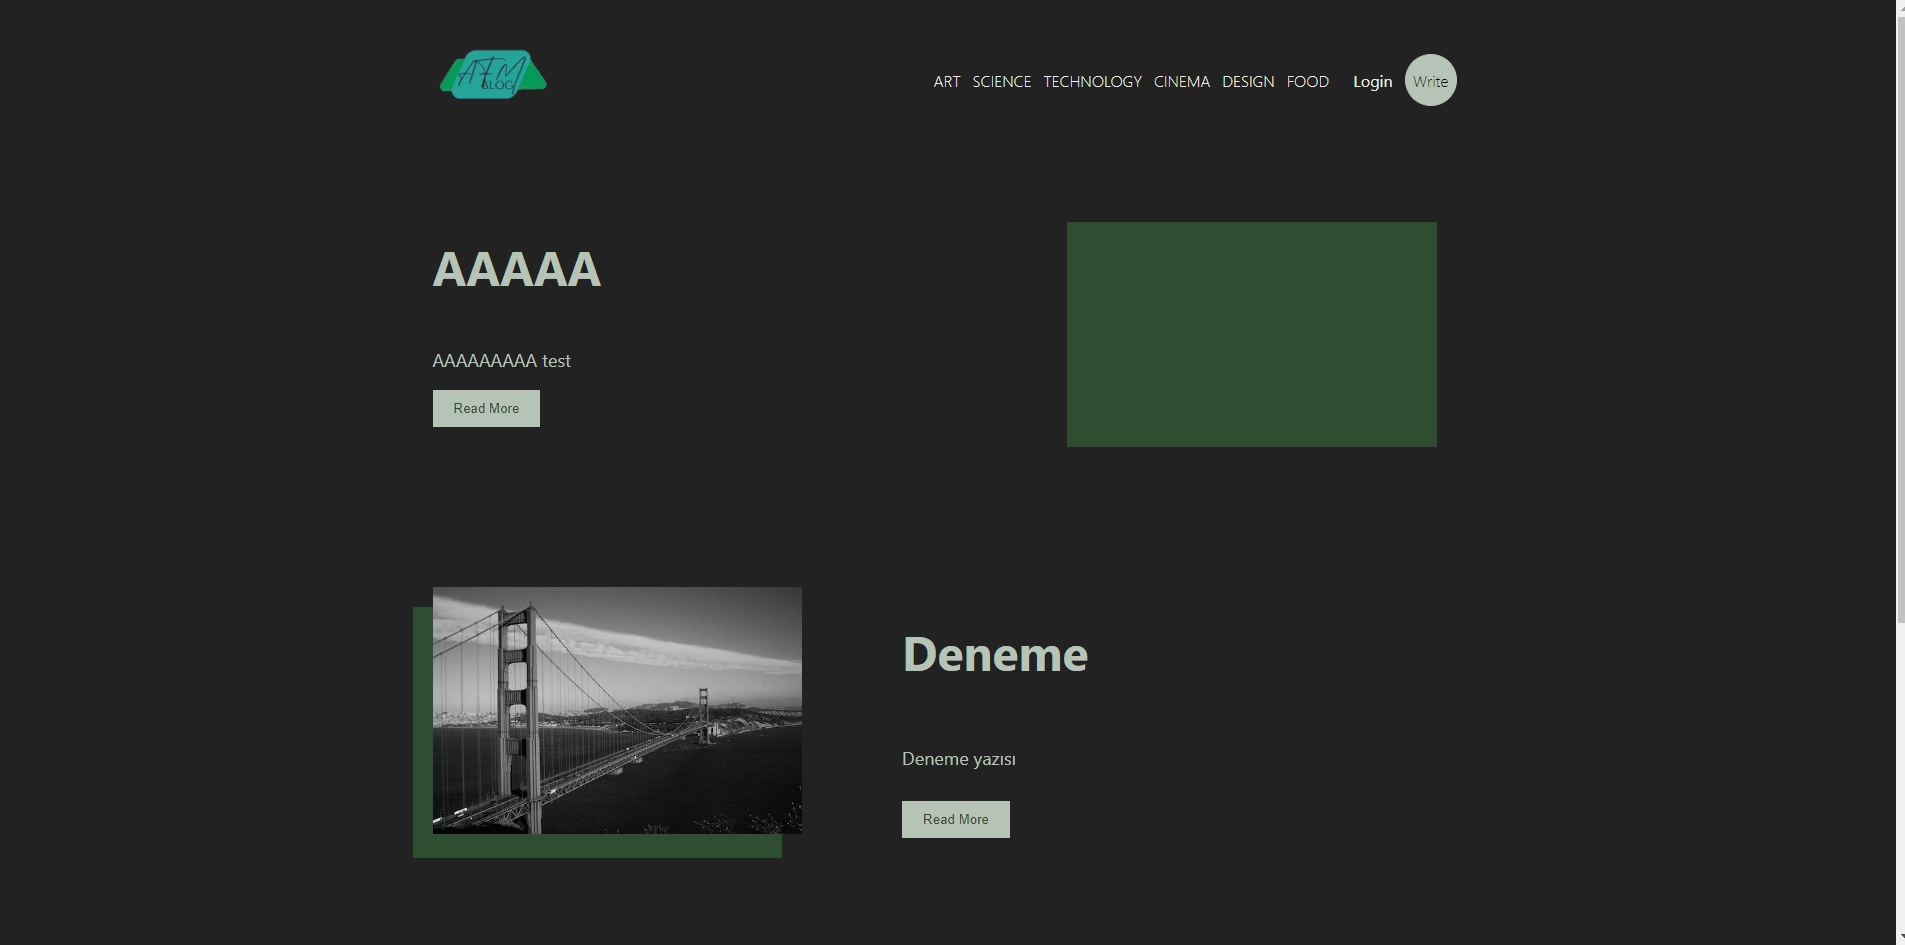 AFM
BLOG
ART SCIENCE TECHNOLOGY CINEMA DESIGN FOOD Login Write
AAAAA
AAAAAAAAA test
Read More
Deneme
Deneme yazısı
Read More